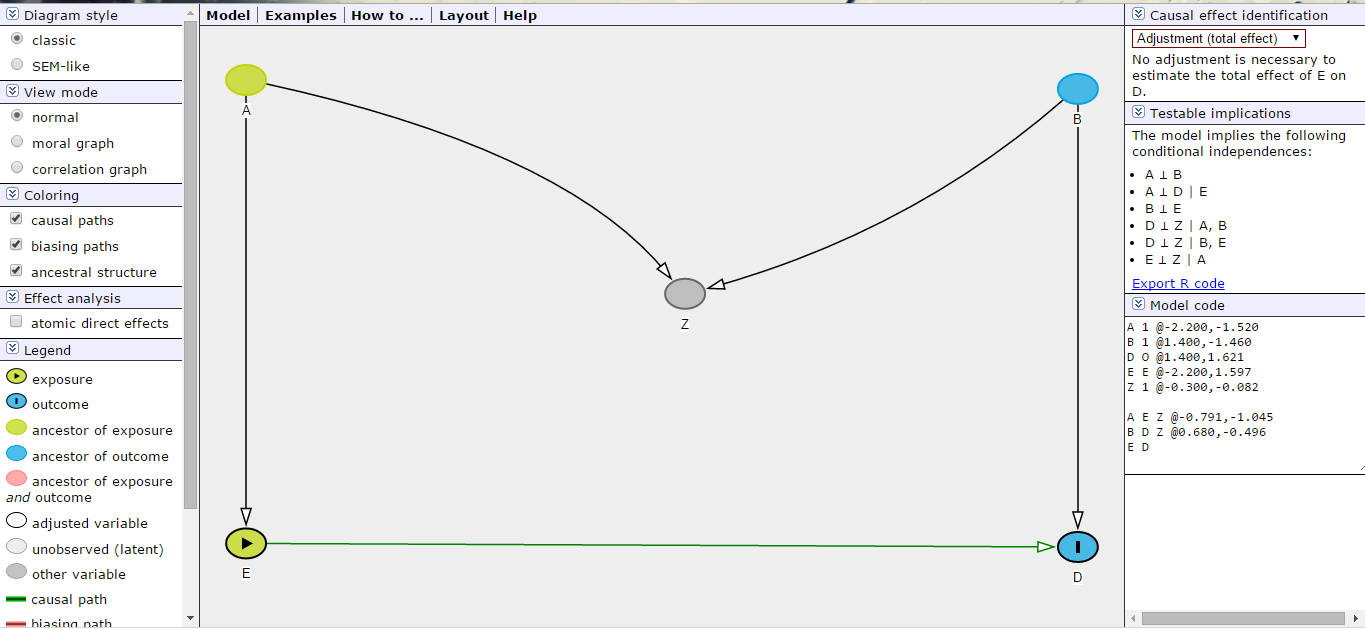 Diagram style
classic
SEM-like
View mode
normal
moral graph
correlation graph
Coloring
causal paths
biasing paths
ancestral structure
Effect analysis
atomic direct effects
Legend
exposure
outcome
ancestor of exposure
ancestor of outcome
ancestor of exposure
and outcome
adjusted variable
unobserved (latent)
other variable
causal path
biasing path
Model Examples How to ... Layout Help
A
B
Z
E
D
Causal effect identification
Adjustment (total effect)
No adjustment is necessary to
estimate the total effect of E on
D.
Testable implications
The model implies the following
conditional independences:
• A ⊥ B
• A ⊥ D | E
• B ⊥ E
• D ⊥ Z | A, B
• D ⊥ Z | B, E
• E ⊥ Z | A
Export R code
Model code
A 1 @-2.200,-1.520
B 1 @1.400,-1.460
D O @1.400,1.621
E E @-2.200,1.597
Z 1 @-0.300,-0.082
A E Z @-0.791,-1.045
B D Z @0.680,-0.496
E D